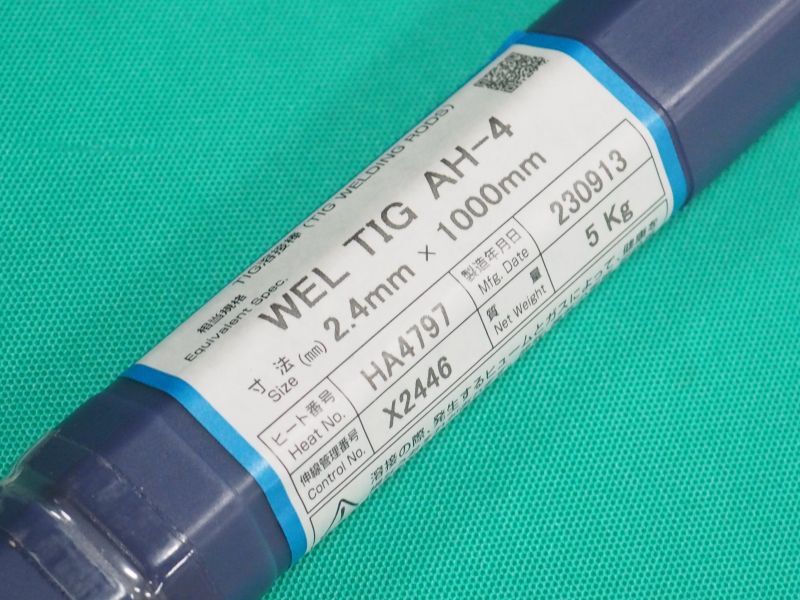 TIG溶接棒 (TIG WELDING RODS)
相当規格
Equivalent Spec.
WEL TIG AH-4
寸 法 (mm)
Size
2.4mm × 1000mm
ヒート番号
Heat No.
HA4797
製造年月日
Mfg. Date
230913
伸線管理番号
Control No.
X2446
質 量
Net Weight
5 Kg
溶接の際、発生するヒュームとガスによって、健康を